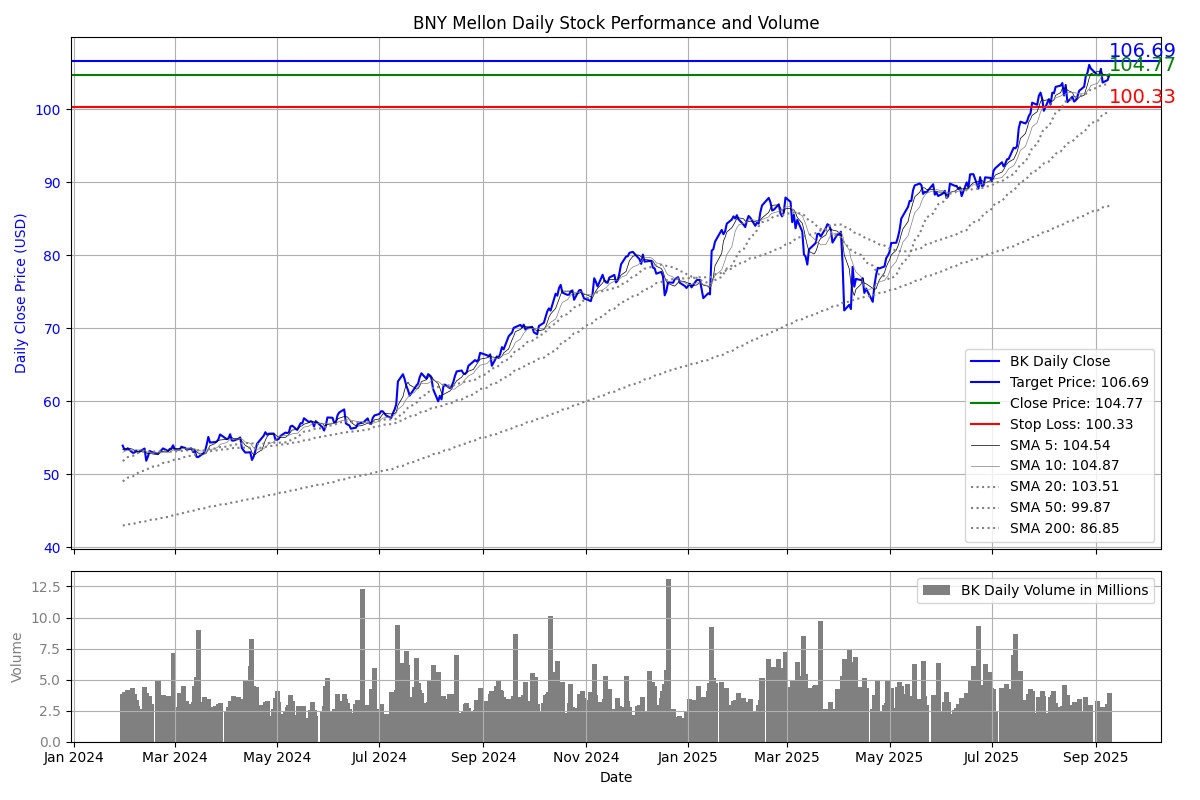 BNY Mellon Daily Stock Performance and Volume
106.69
104.77
100.33
100
90
80
70
60
50
40
Daily Close Price (USD)
BK Daily Close
Target Price: 106.69
Close Price: 104.77
Stop Loss: 100.33
SMA 5: 104.54
SMA 10: 104.87
SMA 20: 103.51
SMA 50: 99.87
SMA 200: 86.85
12.5
10.0
7.5
5.0
2.5
0.0
Volume
BK Daily Volume in Millions
Jan 2024 Mar 2024 May 2024 Jul 2024 Sep 2024 Nov 2024 Jan 2025 Mar 2025 May 2025 Jul 2025 Sep 2025
Date